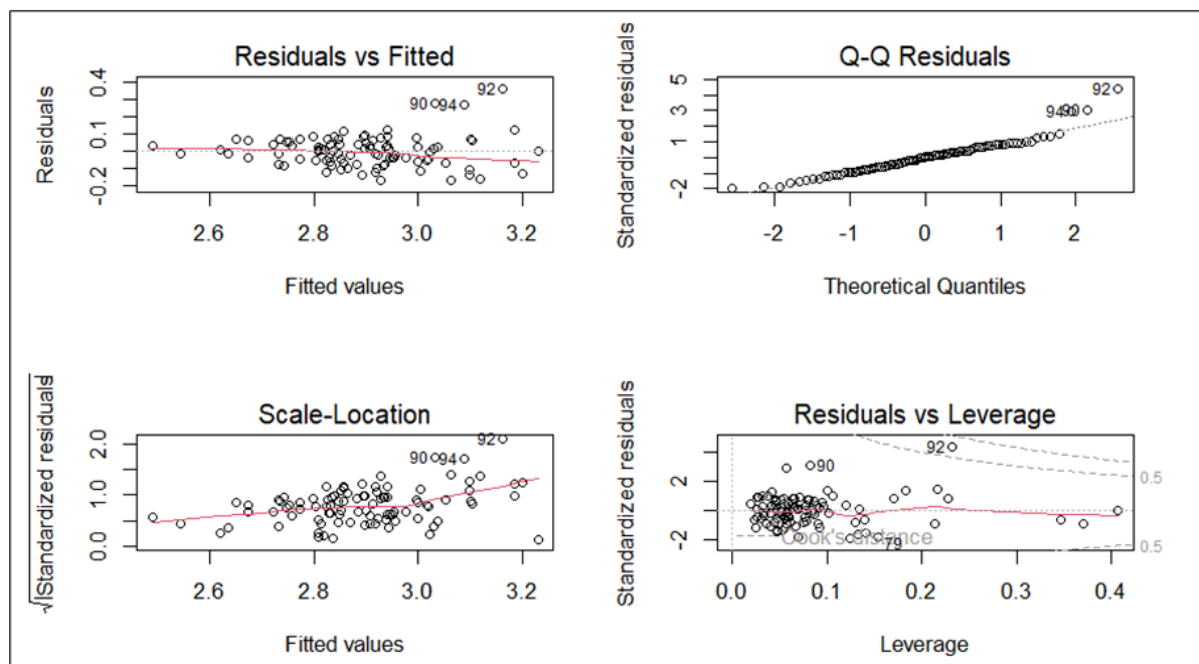 Residuals vs Fitted
Residuals
0.4
0.1
-0.2
92
90
94
2.6 2.8 3.0 3.2
Fitted values
Q-Q Residuals
Standardized residuals
5
3
1
-2
92
94
90
-2 -1 0 1 2
Theoretical Quantiles
Scale-Location
√|Standardized residuals|
2.0
1.0
0.0
92
90
94
2.6 2.8 3.0 3.2
Fitted values
Residuals vs Leverage
Standardized residuals
2
0
-2
92
90
79
0.5
0.5
Cook's distance
0.0 0.1 0.2 0.3 0.4
Leverage